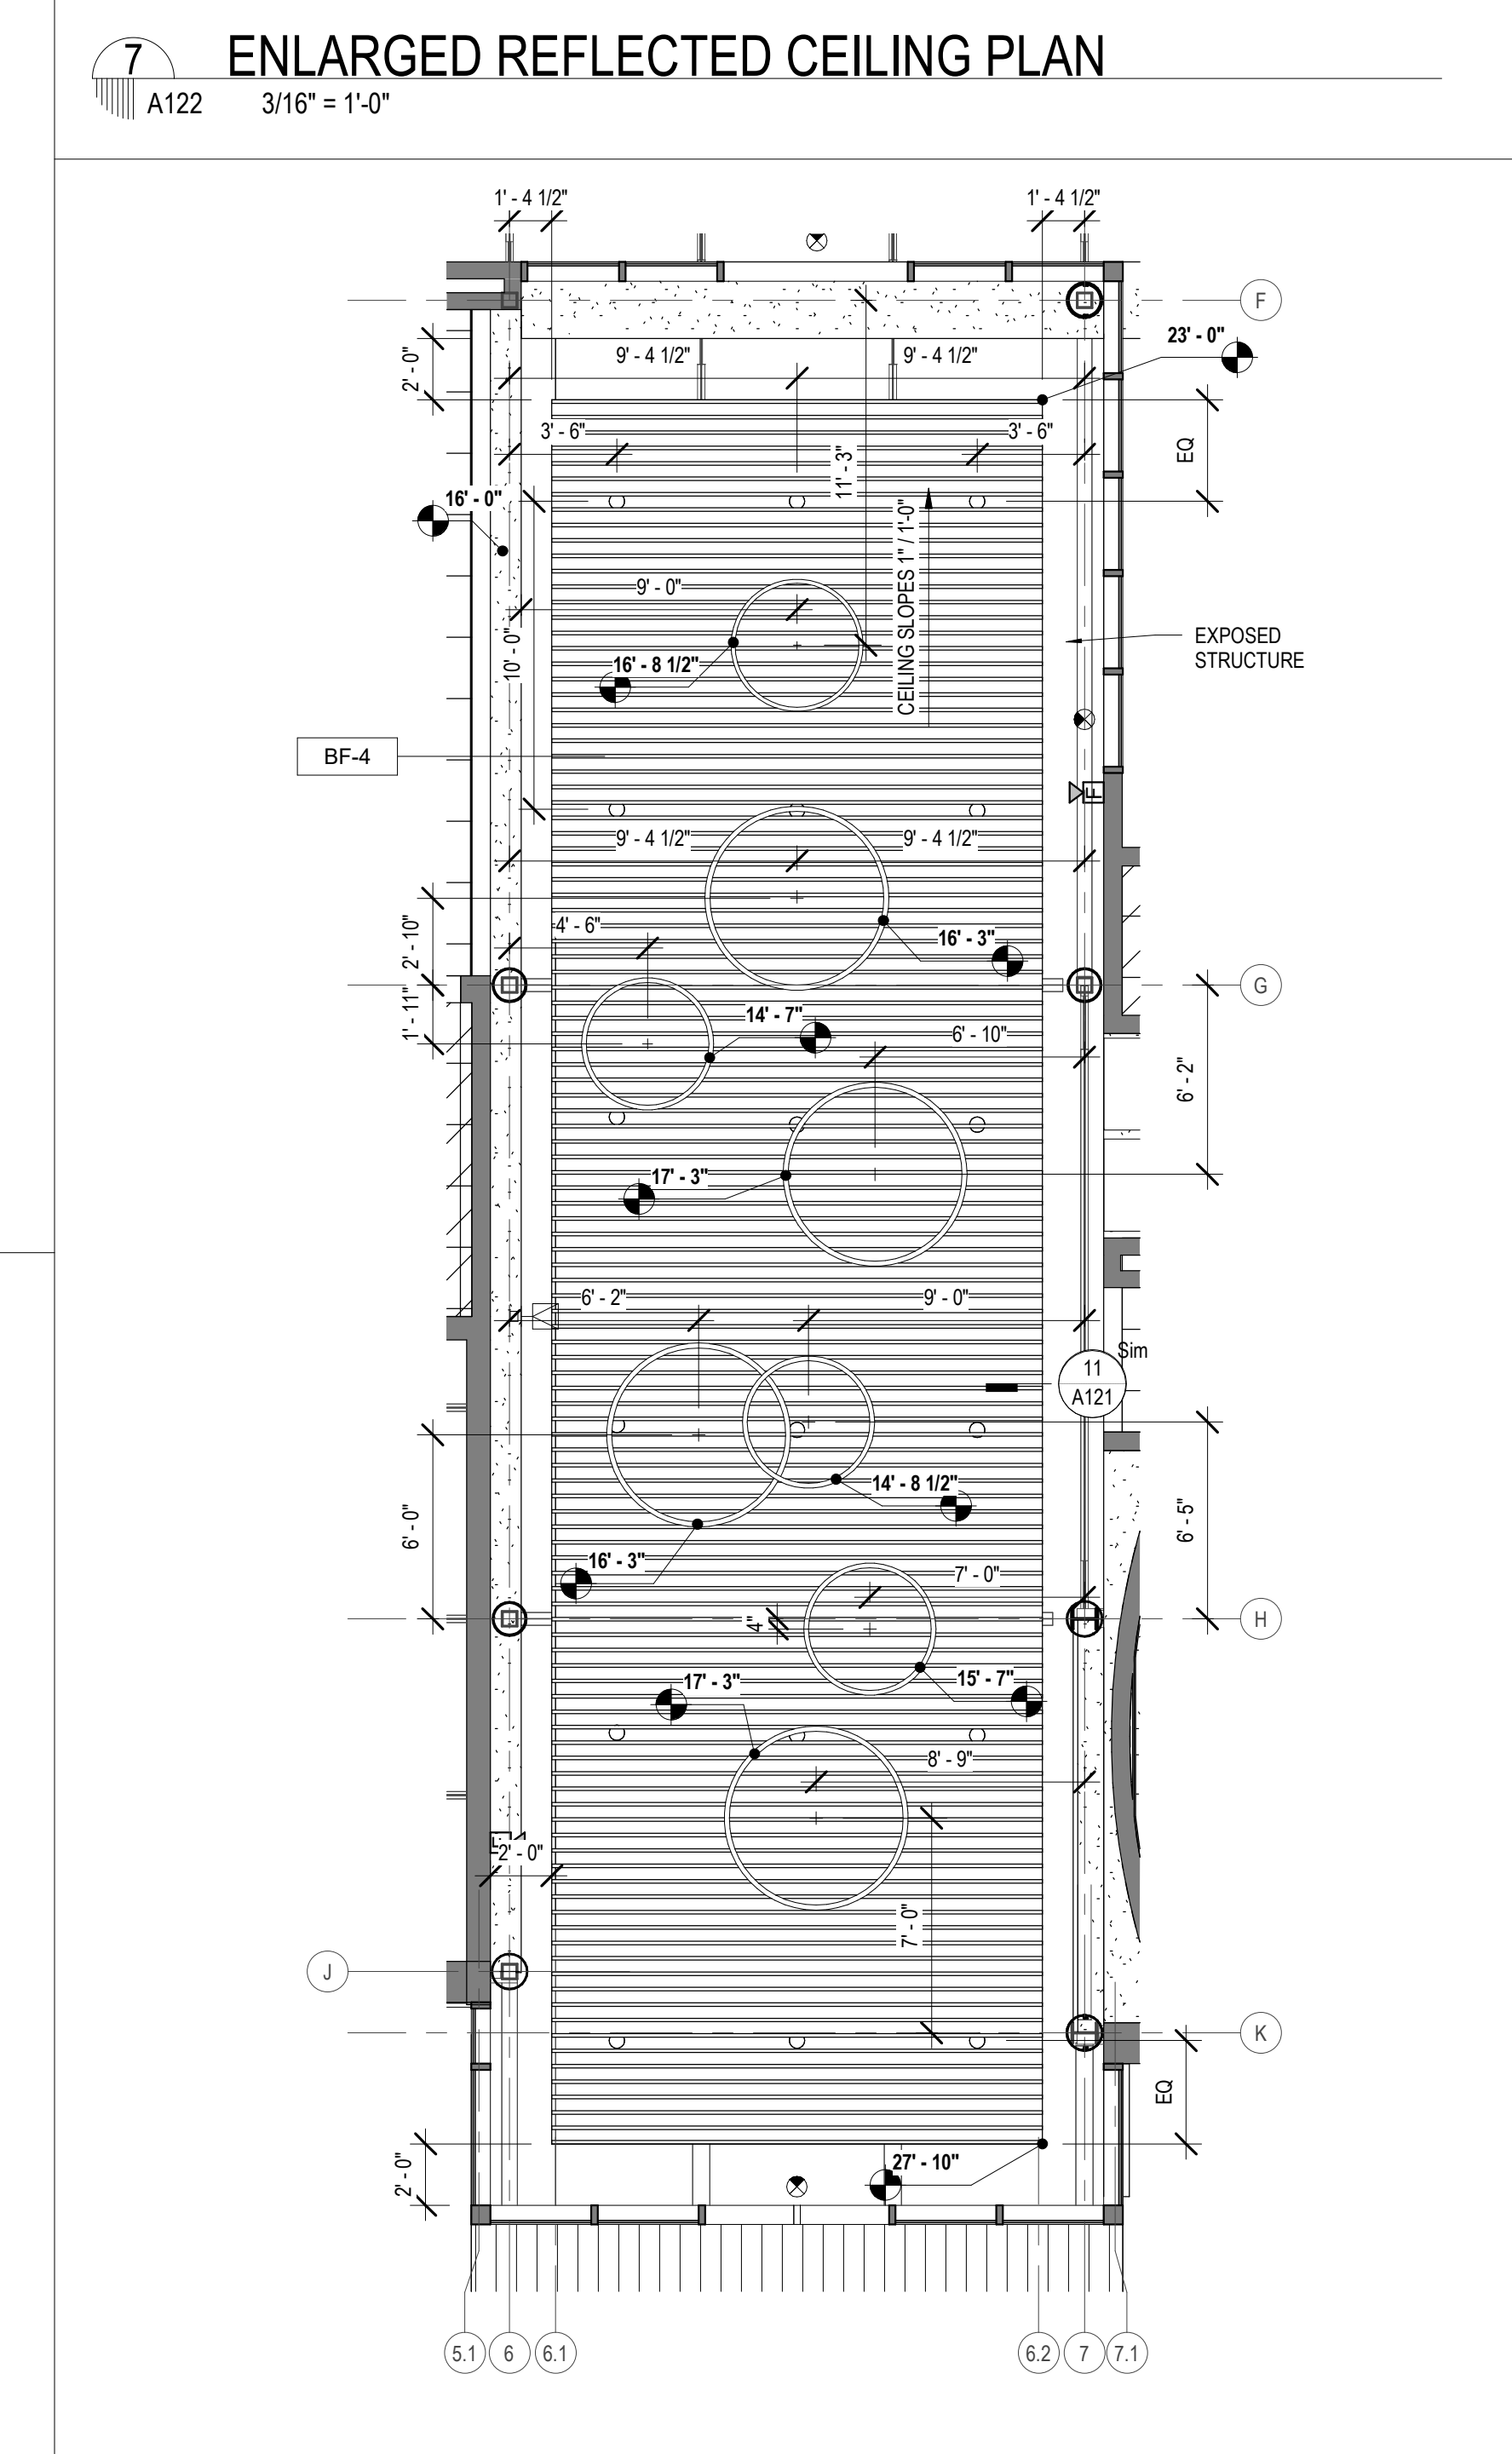 7
ENLARGED REFLECTED CEILING PLAN
A122
3/16" = 1'-0"
1' - 4 1/2"
1' - 4 1/2"
F
23' - 0"
2' - 0"
9' - 4 1/2"
9' - 4 1/2"
3' - 6"
3' - 6"
EQ
11' - 3"
16' - 0"
CEILING SLOPES 1" / 1'-0"
9' - 0"
10' - 0"
EXPOSED
STRUCTURE
16' - 8 1/2"
BF-4
F
9' - 4 1/2"
9' - 4 1/2"
4' - 6"
2' - 10"
16' - 3"
G
1' - 11"
14' - 7"
6' - 10"
6' - 2"
17' - 3"
6' - 2"
9' - 0"
Sim
11
A121
14' - 8 1/2"
6' - 0"
6' - 5"
16' - 3"
7' - 0"
4"
H
17' - 3"
15' - 7"
8' - 9"
2' - 0"
7' - 0"
J
K
EQ
2' - 0"
27' - 10"
5.1
6
6.1
6.2
7
7.1